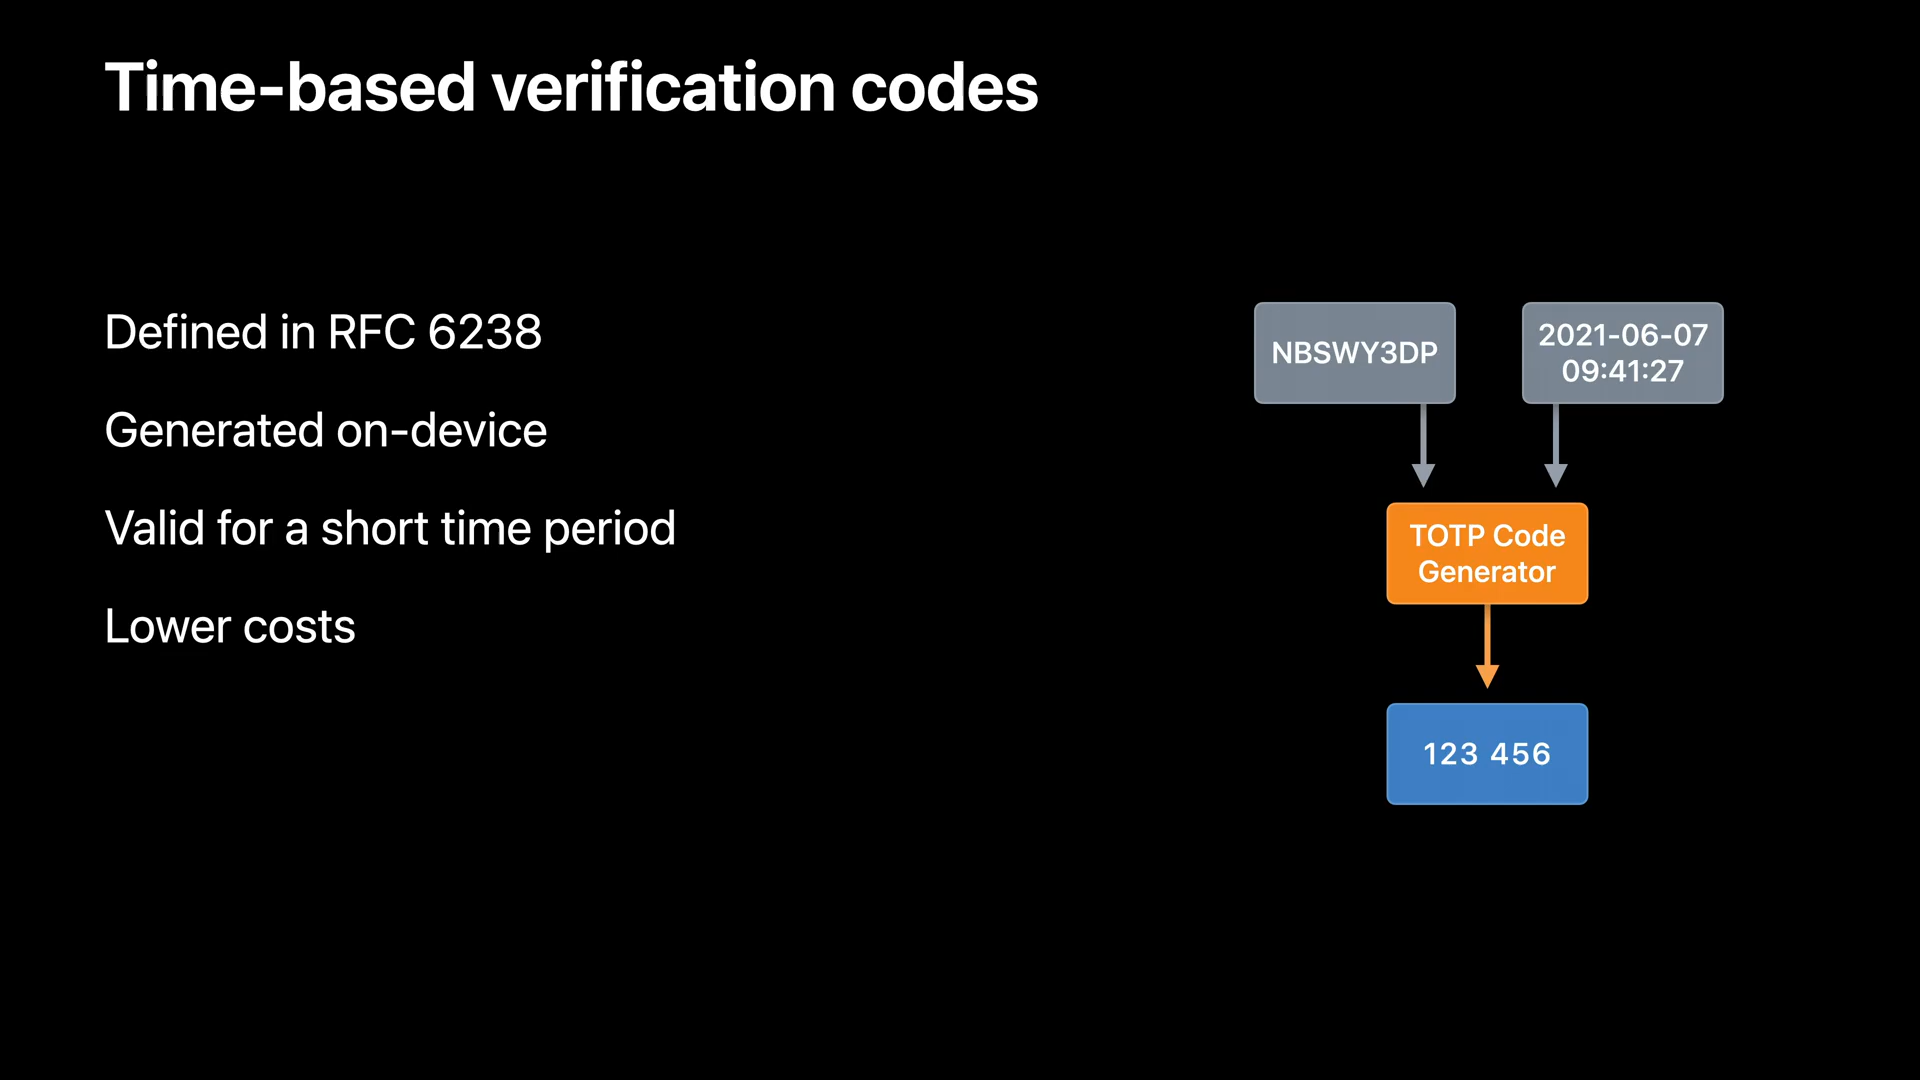 Time-based verification codes
Defined in RFC 6238
Generated on-device
Valid for a short time period
Lower costs
NBSWY3DP
2021-06-07
09:41:27
TOTP Code
Generator
123 456